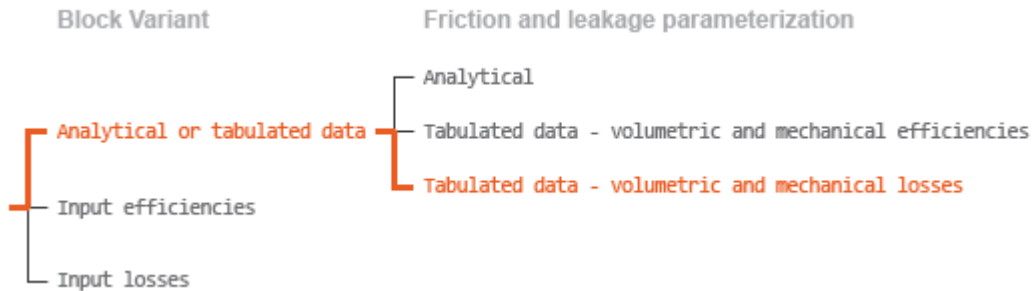 Block Variant
Friction and leakage parameterization
Analytical
Analytical or tabulated data
Tabulated data - volumetric and mechanical efficiencies
Tabulated data - volumetric and mechanical losses
Input efficiencies
Input losses